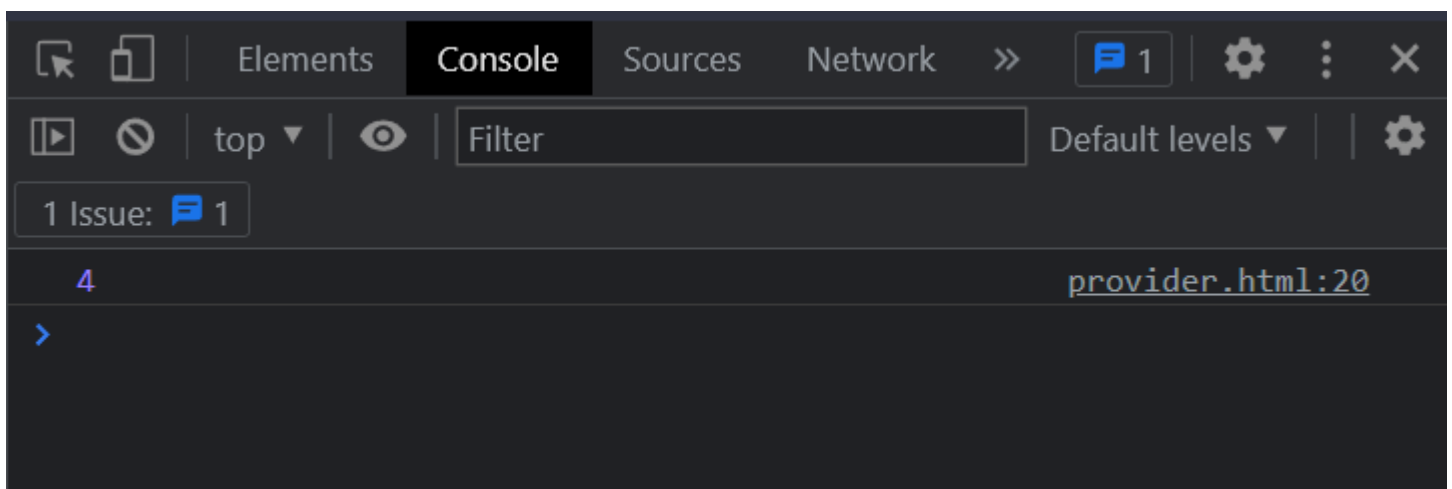 Elements Console Sources Network » 1
top Filter Default levels
1 Issue: 1
4 provider.html:20